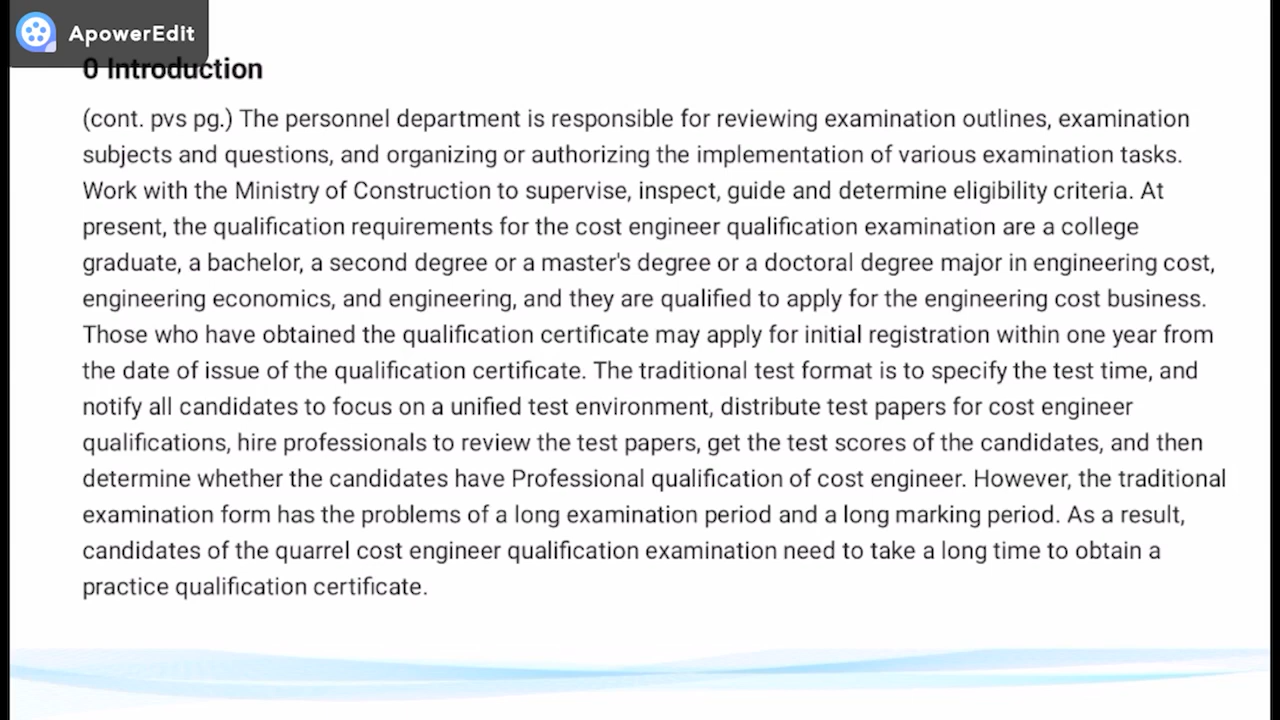 ApowerEdit
0 Introduction
(cont. pvs pg.) The personnel department is responsible for reviewing examination outlines, examination
subjects and questions, and organizing or authorizing the implementation of various examination tasks.
Work with the Ministry of Construction to supervise, inspect, guide and determine eligibility criteria. At
present, the qualification requirements for the cost engineer qualification examination are a college
graduate, a bachelor, a second degree or a master's degree or a doctoral degree major in engineering cost,
engineering economics, and engineering, and they are qualified to apply for the engineering cost business.
Those who have obtained the qualification certificate may apply for initial registration within one year from
the date of issue of the qualification certificate. The traditional test format is to specify the test time, and
notify all candidates to focus on a unified test environment, distribute test papers for cost engineer
qualifications, hire professionals to review the test papers, get the test scores of the candidates, and then
determine whether the candidates have Professional qualification of cost engineer. However, the traditional
examination form has the problems of a long examination period and a long marking period. As a result,
candidates of the quarrel cost engineer qualification examination need to take a long time to obtain a
practice qualification certificate.